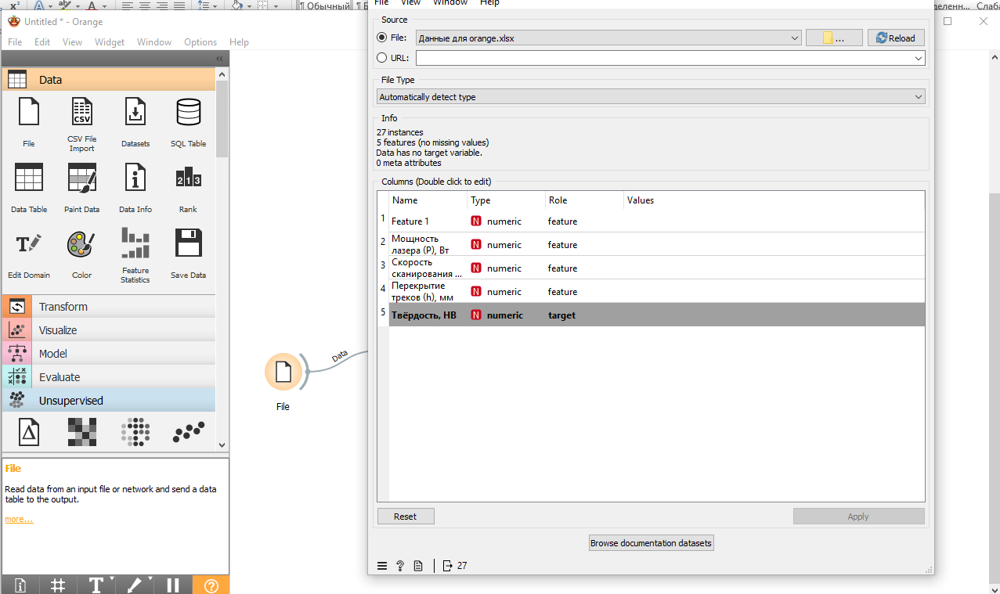 ¶ Обычный
Untitled * - Orange
File Edit View Widget Window Options Help
Data
File
CSV File Import
Datasets
SQL Table
Data Table
Paint Data
Data Info
Rank
Edit Domain
Color
Feature Statistics
Save Data
Transform
Visualize
Model
Evaluate
Unsupervised
File
Read data from an input file or network and send a data
table to the output.
more...
File
Data
File View Window Help
Source
File: Данные для orange.xlsx ... Reload
URL:
File Type
Automatically detect type
Info
27 instances
5 features (no missing values)
Data has no target variable.
0 meta attributes
Columns (Double click to edit)
Name Type Role Values
1 Feature 1 N numeric feature
2 Мощность лазера (P), Вт N numeric feature
3 Скорость сканирования ... N numeric feature
4 Перекрытие треков (h), мм N numeric feature
5 Твёрдость, HB N numeric target
Reset Apply
Browse documentation datasets
27